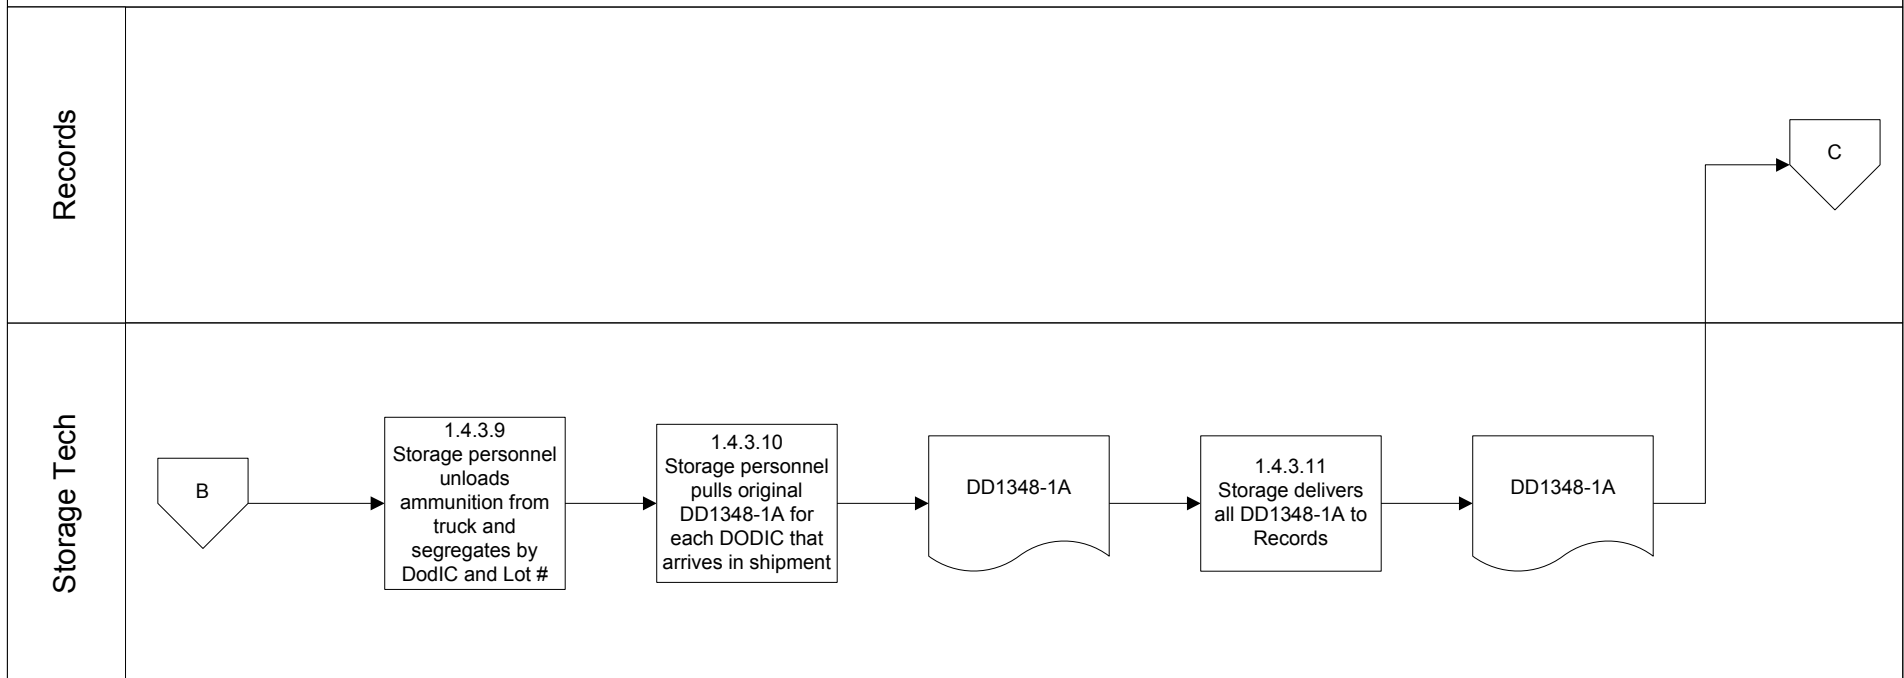 Records
C
Storage Tech
B
1.4.3.9
Storage personnel
unloads
ammunition from
truck and
segregates by
DodIC and Lot #
1.4.3.10
Storage personnel
pulls original
DD1348-1A for
each DODIC that
arrives in shipment
DD1348-1A
1.4.3.11
Storage delivers
all DD1348-1A to
Records
DD1348-1A